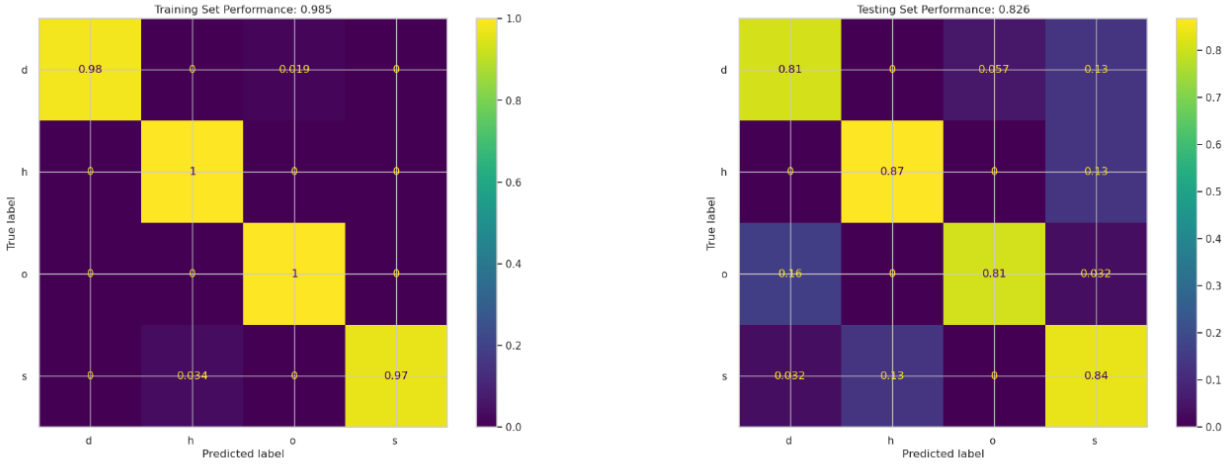 Training Set Performance: 0.985
1.0
d 0.98 0 0.019 0
0.8
h 0 1 0 0
0.6
True label
0.4
o 0 0 1 0
0.2
s 0 0.034 0 0.97
0.0
d h o s
Predicted label
Testing Set Performance: 0.826
d 0.81 0 0.057 0.13
0.8
0.7
h 0 0.87 0 0.13
0.6
0.5
True label
0.4
o 0.16 0 0.81 0.032
0.3
0.2
s 0.032 0.13 0 0.84
0.1
0.0
d h o s
Predicted label